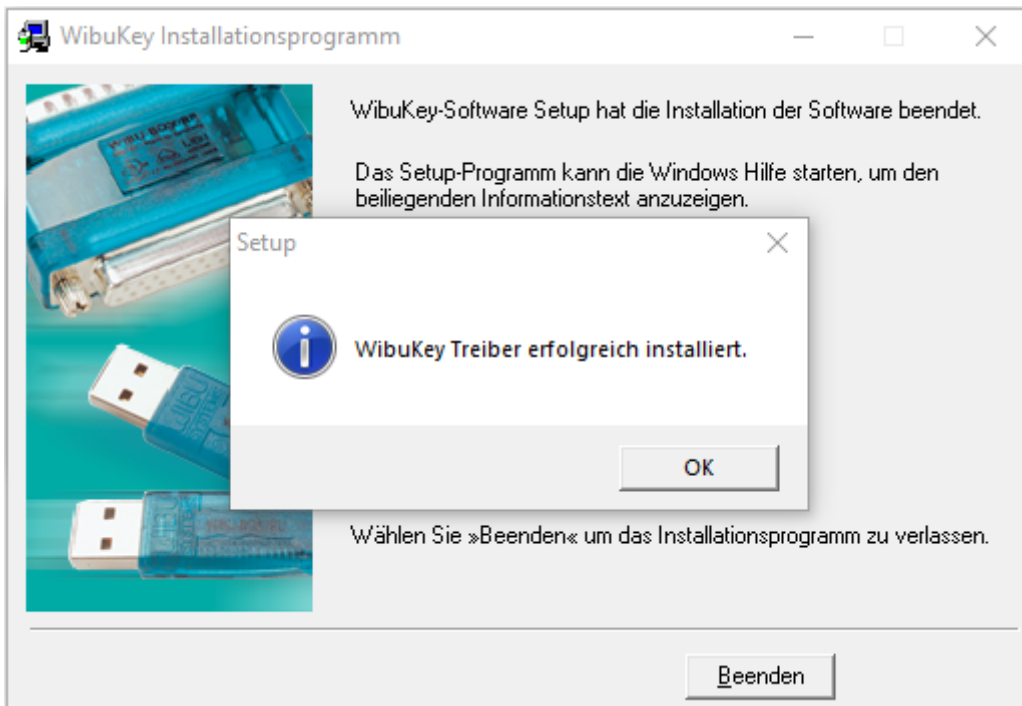 WibuKey Installationsprogramm
WibuKey-Software Setup hat die Installation der Software beendet.
Das Setup-Programm kann die Windows Hilfe starten, um den
beiliegenden Informationstext anzuzeigen.
Setup
WibuKey Treiber erfolgreich installiert.
OK
Wählen Sie »Beenden« um das Installationsprogramm zu verlassen.
Beenden